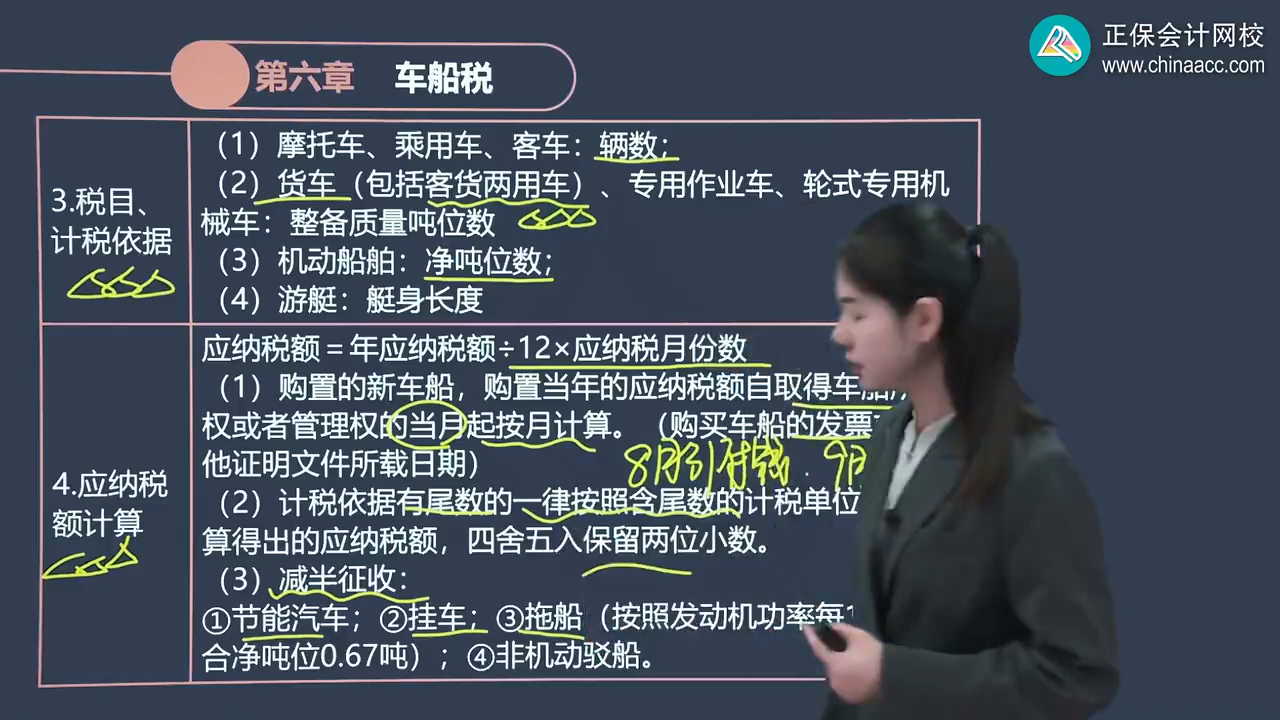 正保会计网校
www.chinaacc.com
第六章 车船税
3.税目、
计税依据
（1）摩托车、乘用车、客车：辆数；
（2）货车（包括客货两用车）、专用作业车、轮式专用机
械车：整备质量吨位数
（3）机动船舶：净吨位数；
（4）游艇：艇身长度
4.应纳税
额计算
应纳税额＝年应纳税额÷12×应纳税月份数
（1）购置的新车船，购置当年的应纳税额自取得车船
权或者管理权的当月起按月计算。（购买车船的发票
他证明文件所载日期）
8月 付钱 9月
（2）计税依据有尾数的一律按照含尾数的计税单位
算得出的应纳税额，四舍五入保留两位小数。
（3）减半征收：
①节能汽车；②挂车；③拖船（按照发动机功率每1
合净吨位0.67吨）；④非机动驳船。